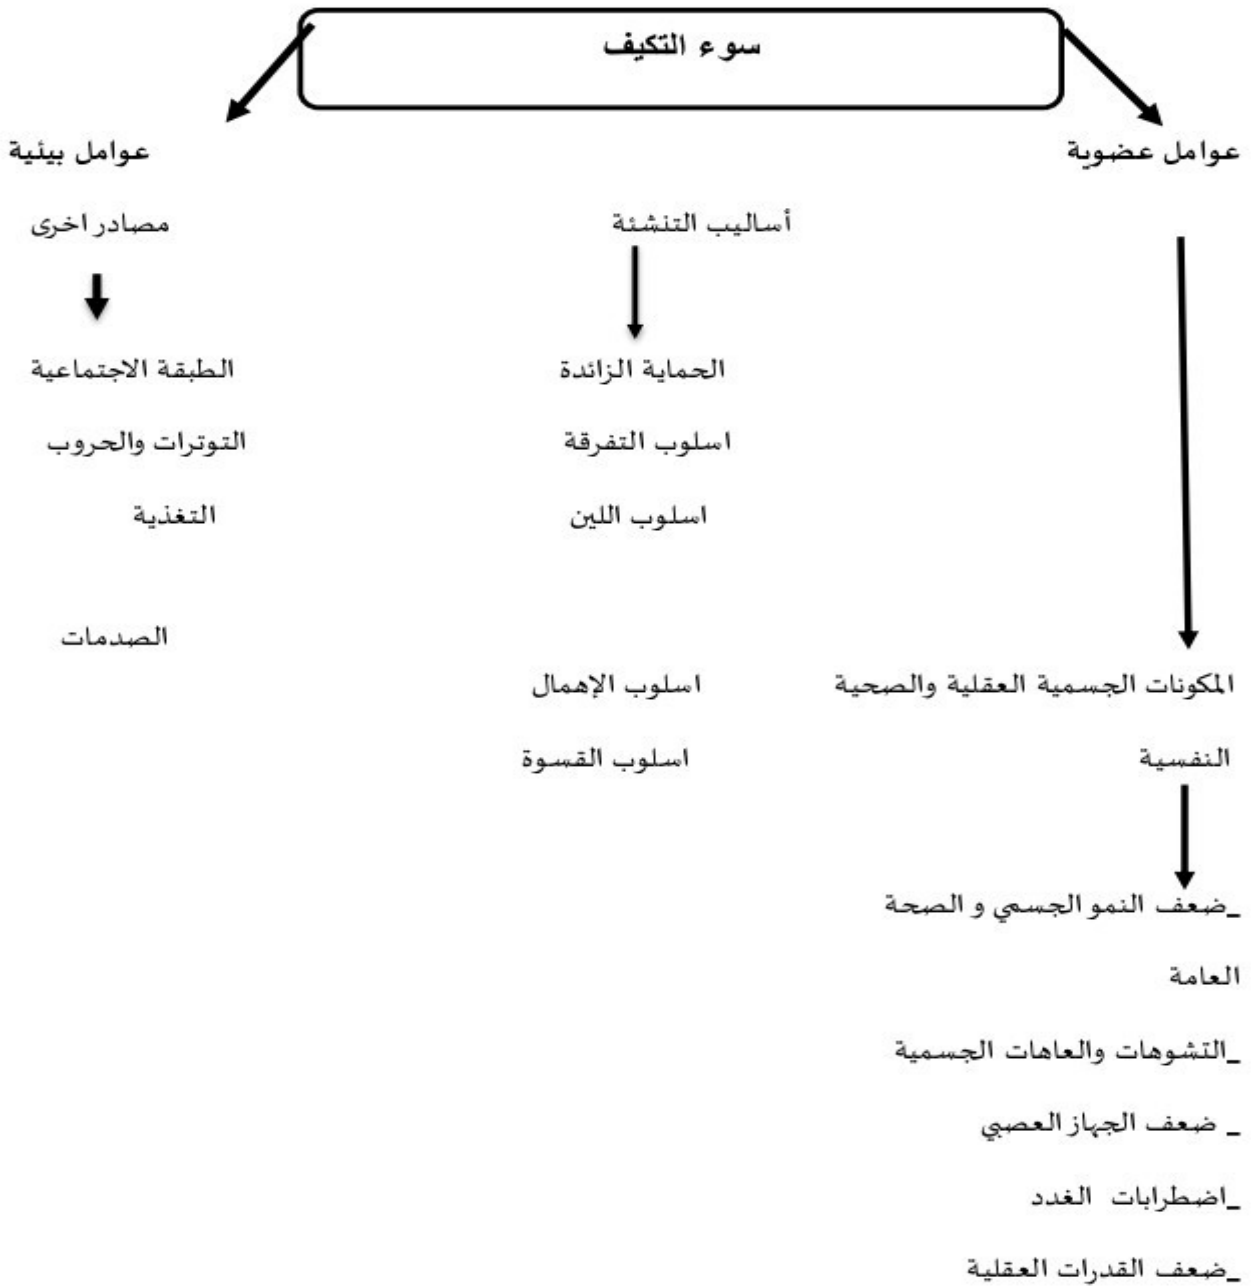 سوء التكيف
عوامل عضوية
عوامل بيئية
أساليب التنشئة
مصادر اخرى
الحماية الزائدة
الطبقة الاجتماعية
اسلوب التفرقة
التوترات والحروب
اسلوب اللين
التغذية
الصدمات
المكونات الجسمية العقلية والصحية
اسلوب الإهمال
النفسية
اسلوب القسوة
_ضعف النمو الجسمي و الصحة
العامة
_التشوهات والعاهات الجسمية
_ ضعف الجهاز العصبي
_اضطرابات الغدد
_ضعف القدرات العقلية